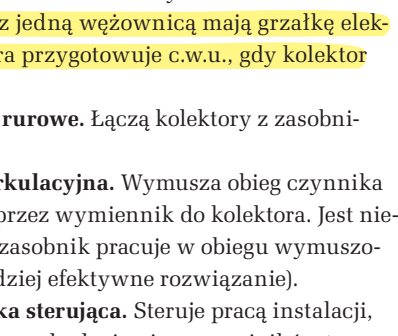 z jedną wężownicą mają grzałkę elek-
ra przygotowuje c.w.u., gdy kolektor
rurowe. Łączą kolektory z zasobni-
rkulacyjna. Wymusza obieg czynnika
przez wymiennik do kolektora. Jest nie-
zasobnik pracuje w obiegu wymuszo-
dziej efektywne rozwiązanie).
ka sterująca. Steruje pracą instalacji,